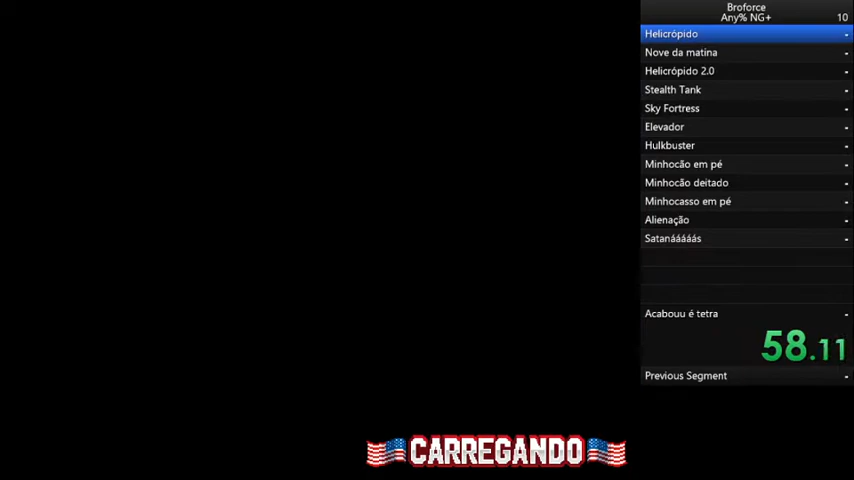 Broforce
Any% NG+ 10
Helicrópido -
Nove da matina -
Helicrópido 2.0 -
Stealth Tank -
Sky Fortress -
Elevador -
Hulkbuster -
Minhocão em pé -
Minhocão deitado -
Minhocasso em pé -
Alienação -
Satanááááás -
Acabouu é tetra -
58.11
Previous Segment -
CARREGANDO